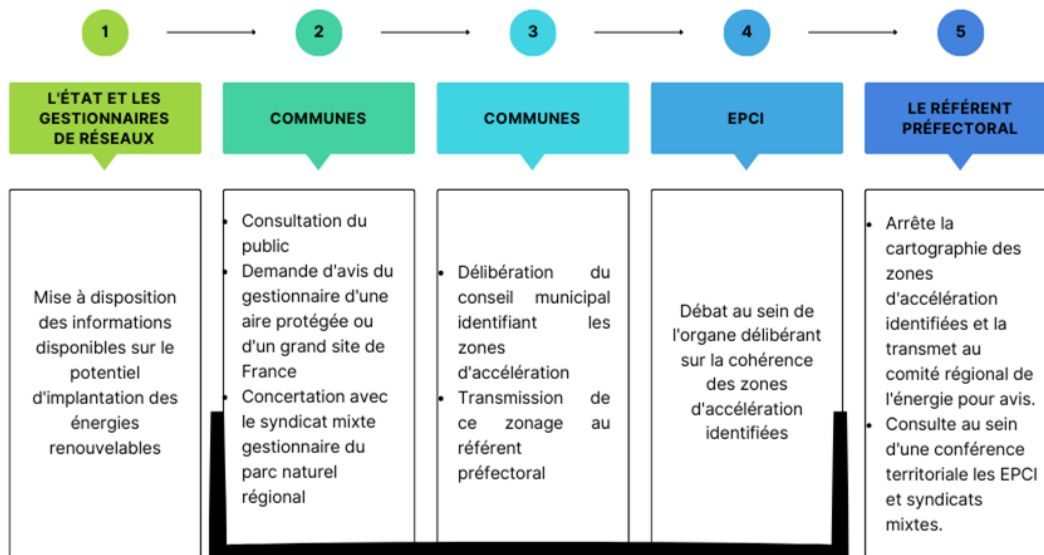 1
2
3
4
5
L'ÉTAT ET LES
GESTIONNAIRES
DE RÉSEAUX
COMMUNES
COMMUNES
EPCI
LE RÉFÉRENT
PRÉFECTORAL
Mise à disposition
des informations
disponibles sur le
potentiel
d'implantation des
énergies
renouvelables
• Consultation du
public
• Demande d'avis du
gestionnaire d'une
aire protégée ou
d'un grand site de
France
• Concertation avec
le syndicat mixte
gestionnaire du
parc naturel
régional
• Délibération du
conseil municipal
identifiant les
zones
d'accélération
• Transmission de
ce zonage au
référent
préfectoral
Débat au sein de
l'organe délibérant
sur la cohérence
des zones
d'accélération
identifiées
• Arrête la
cartographie des
zones
d'accélération
identifiées et la
transmet au
comité régional de
l'énergie pour avis.
• Consulte au sein
d'une conférence
territoriale les EPCI
et syndicats
mixtes.